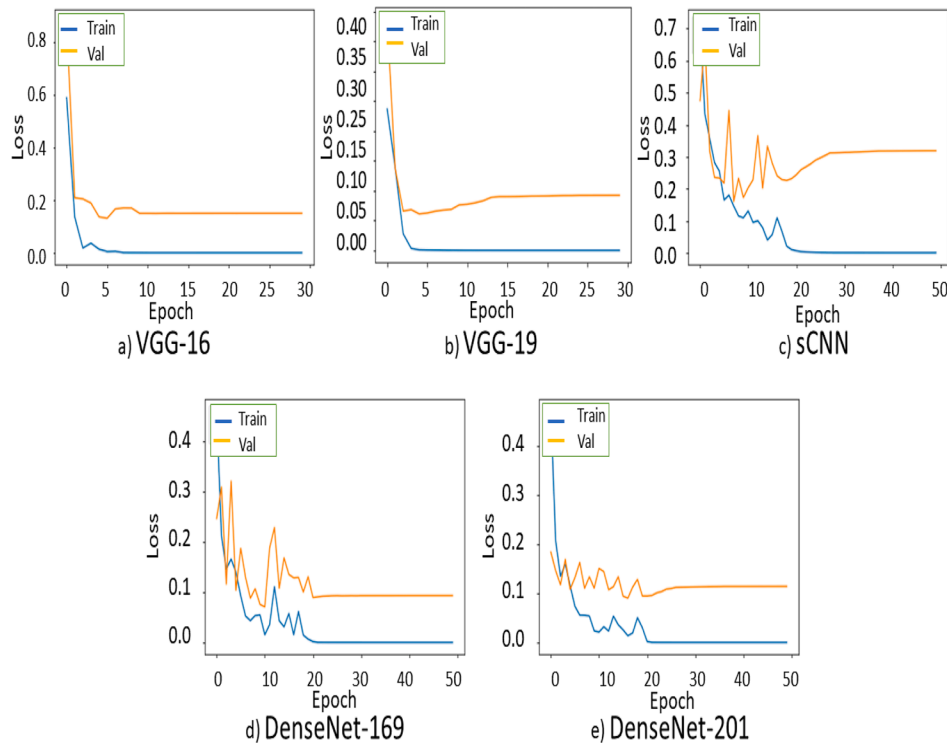 Train
Val
0.8
0.6
0.4
0.2
0.0
Loss
0 5 10 15 20 25 30
Epoch
a) VGG-16
Train
Val
0.40
0.35
0.30
0.25
0.20
0.15
0.10
0.05
0.00
Loss
0 5 10 15 20 25 30
Epoch
b) VGG-19
Train
Val
0.7
0.6
0.5
0.4
0.3
0.2
0.1
0.0
Loss
0 10 20 30 40 50
Epoch
c) sCNN
Train
Val
0.4
0.3
0.2
0.1
0.0
Loss
0 10 20 30 40 50
Epoch
d) DenseNet-169
Train
Val
0.4
0.3
0.2
0.1
0.0
Loss
0 10 20 30 40 50
Epoch
e) DenseNet-201